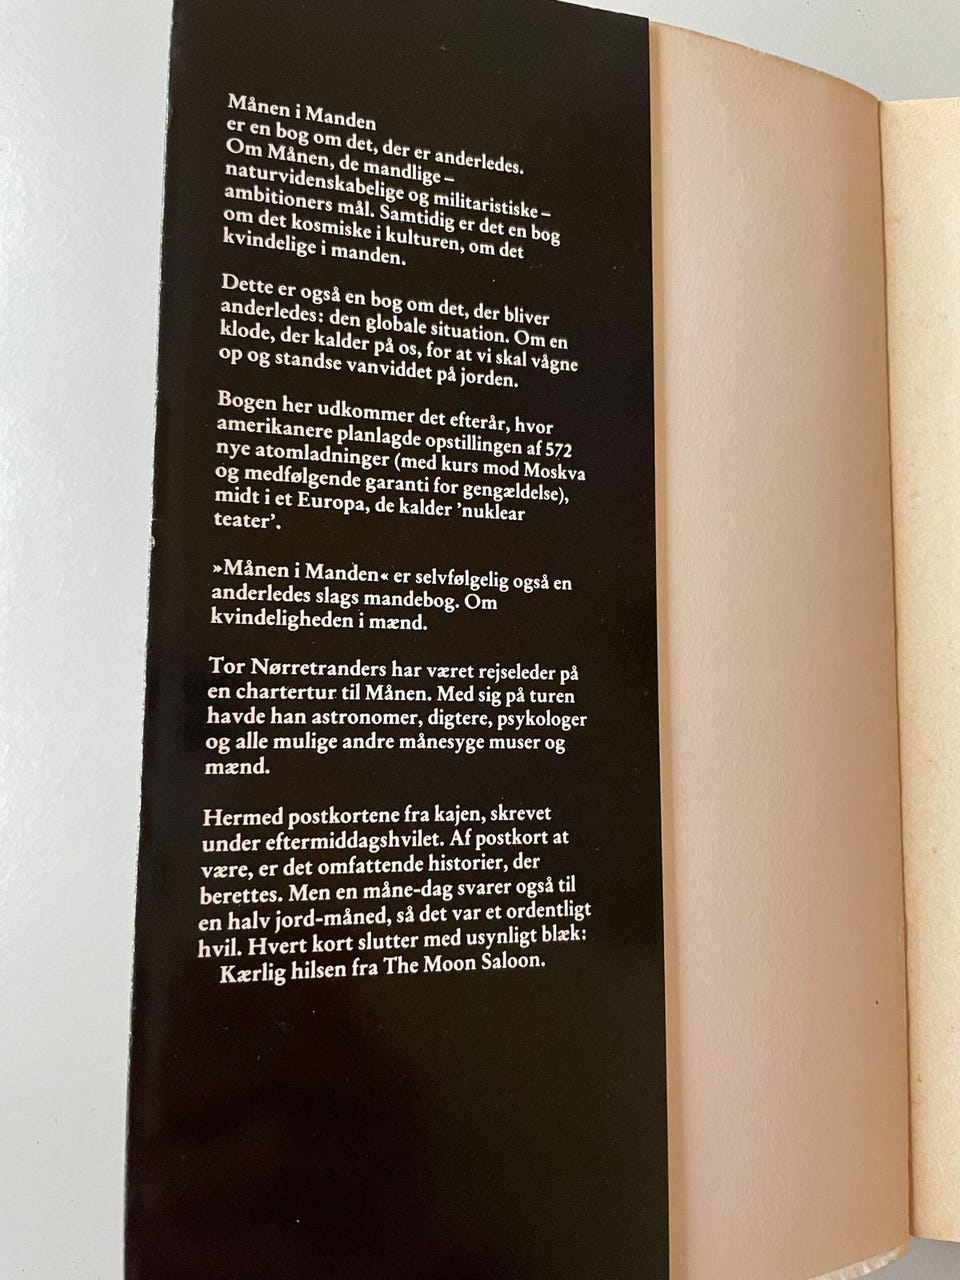 Månen i Manden
er en bog om det, der er anderledes.
Om Månen, de mandlige –
naturvidenskabelige og militaristiske –
ambitioners mål. Samtidig er det en bog
om det kosmiske i kulturen, om det
kvindelige i manden.
Dette er også en bog om det, der bliver
anderledes: den globale situation. Om en
klode, der kalder på os, for at vi skal vågne
op og standse vanviddet på jorden.
Bogen her udkommer det efterår, hvor
amerikanere planlagde opstillingen af 572
nye atomladninger (med kurs mod Moskva
og medfølgende garanti for gengældelse),
midt i et Europa, de kalder 'nuklear
teater'.
»Månen i Manden« er selvfølgelig også en
anderledes slags mandebog. Om
kvindeligheden i mænd.
Tor Nørretranders har været rejseleder på
en chartertur til Månen. Med sig på turen
havde han astronomer, digtere, psykologer
og alle mulige andre månesyge muser og
mænd.
Hermed postkortene fra kajen, skrevet
under eftermiddagshvilet. Af postkort at
være, er det omfattende historier, der
berettes. Men en måne-dag svarer også til
en halv jord-måned, så det var et ordentligt
hvil. Hvert kort slutter med usynligt blæk:
Kærlig hilsen fra The Moon Saloon.